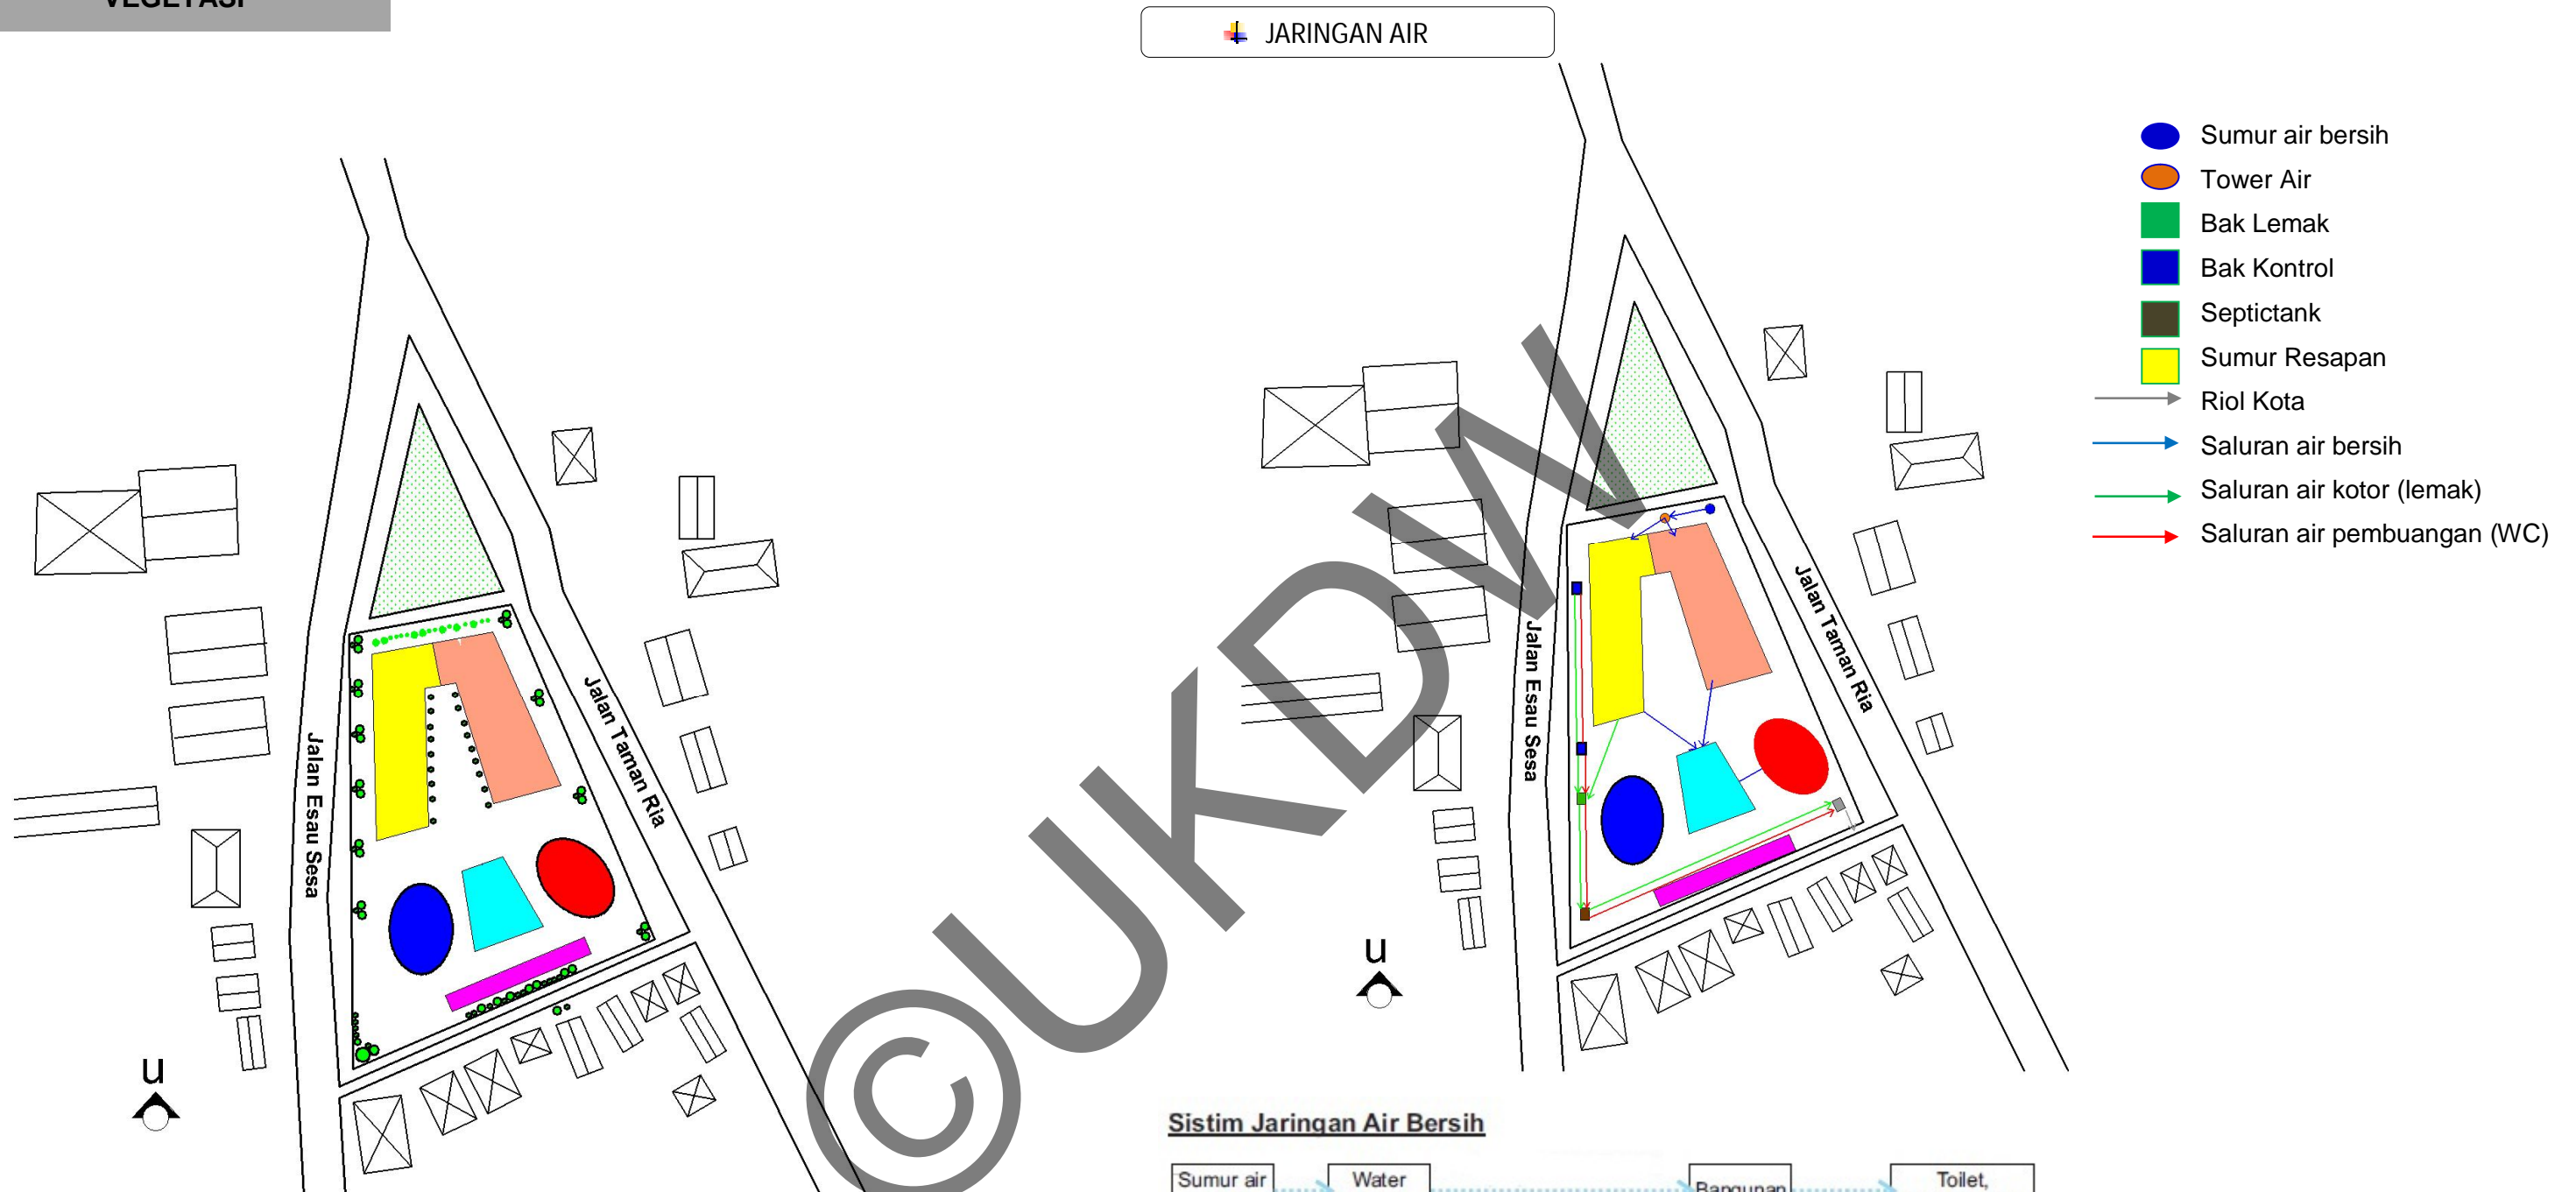 VEGETASI
JARINGAN AIR
Sumur air bersih
Tower Air
Bak Lemak
Bak Kontrol
Septictank
Sumur Resapan
Riol Kota
Saluran air bersih
Saluran air kotor (lemak)
Saluran air pembuangan (WC)
Jalan Esau Sesa
Jalan Taman Ria
u
Jalan Esau Sesa
Jalan Taman Ria
u
©UKDW
Sistim Jaringan Air Bersih
Sumur air
Water
Bangunan
Toilet,